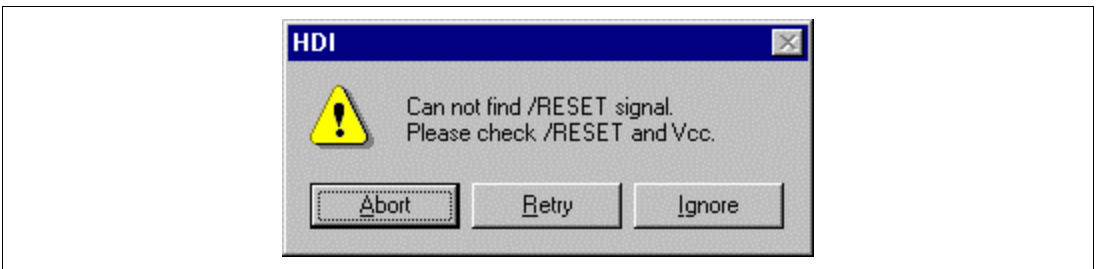 HDI
Can not find /RESET signal.
Please check /RESET and Vcc.
Abort Retry Ignore